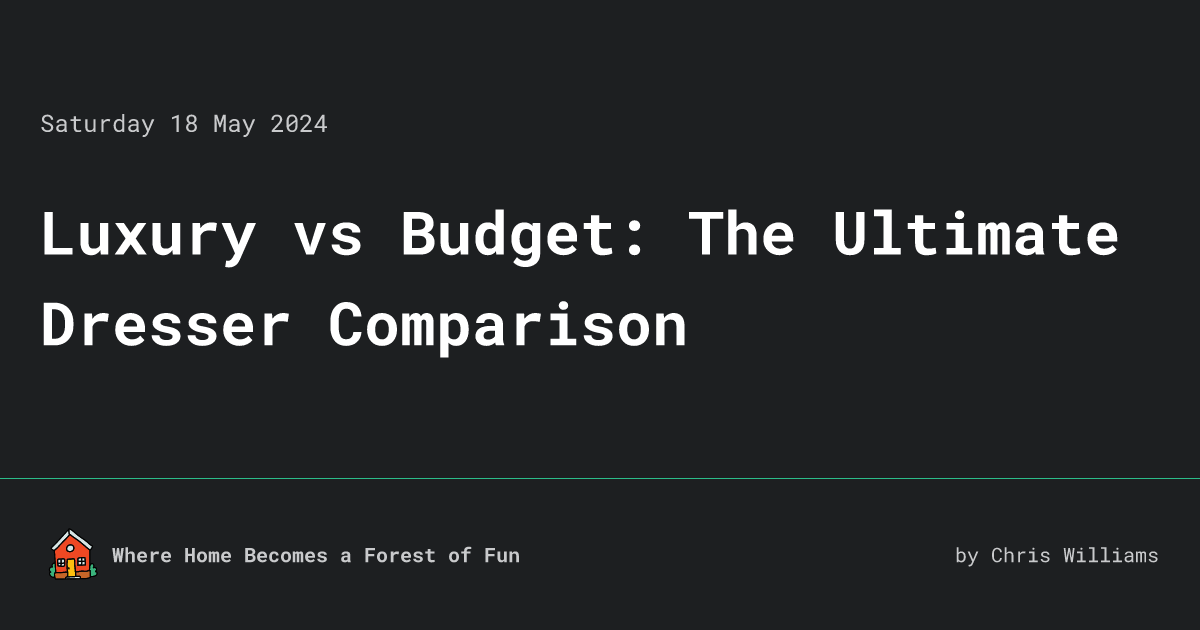 Saturday 18 May 2024
Luxury vs Budget: The Ultimate
Dresser Comparison
Where Home Becomes a Forest of Fun
by Chris Williams